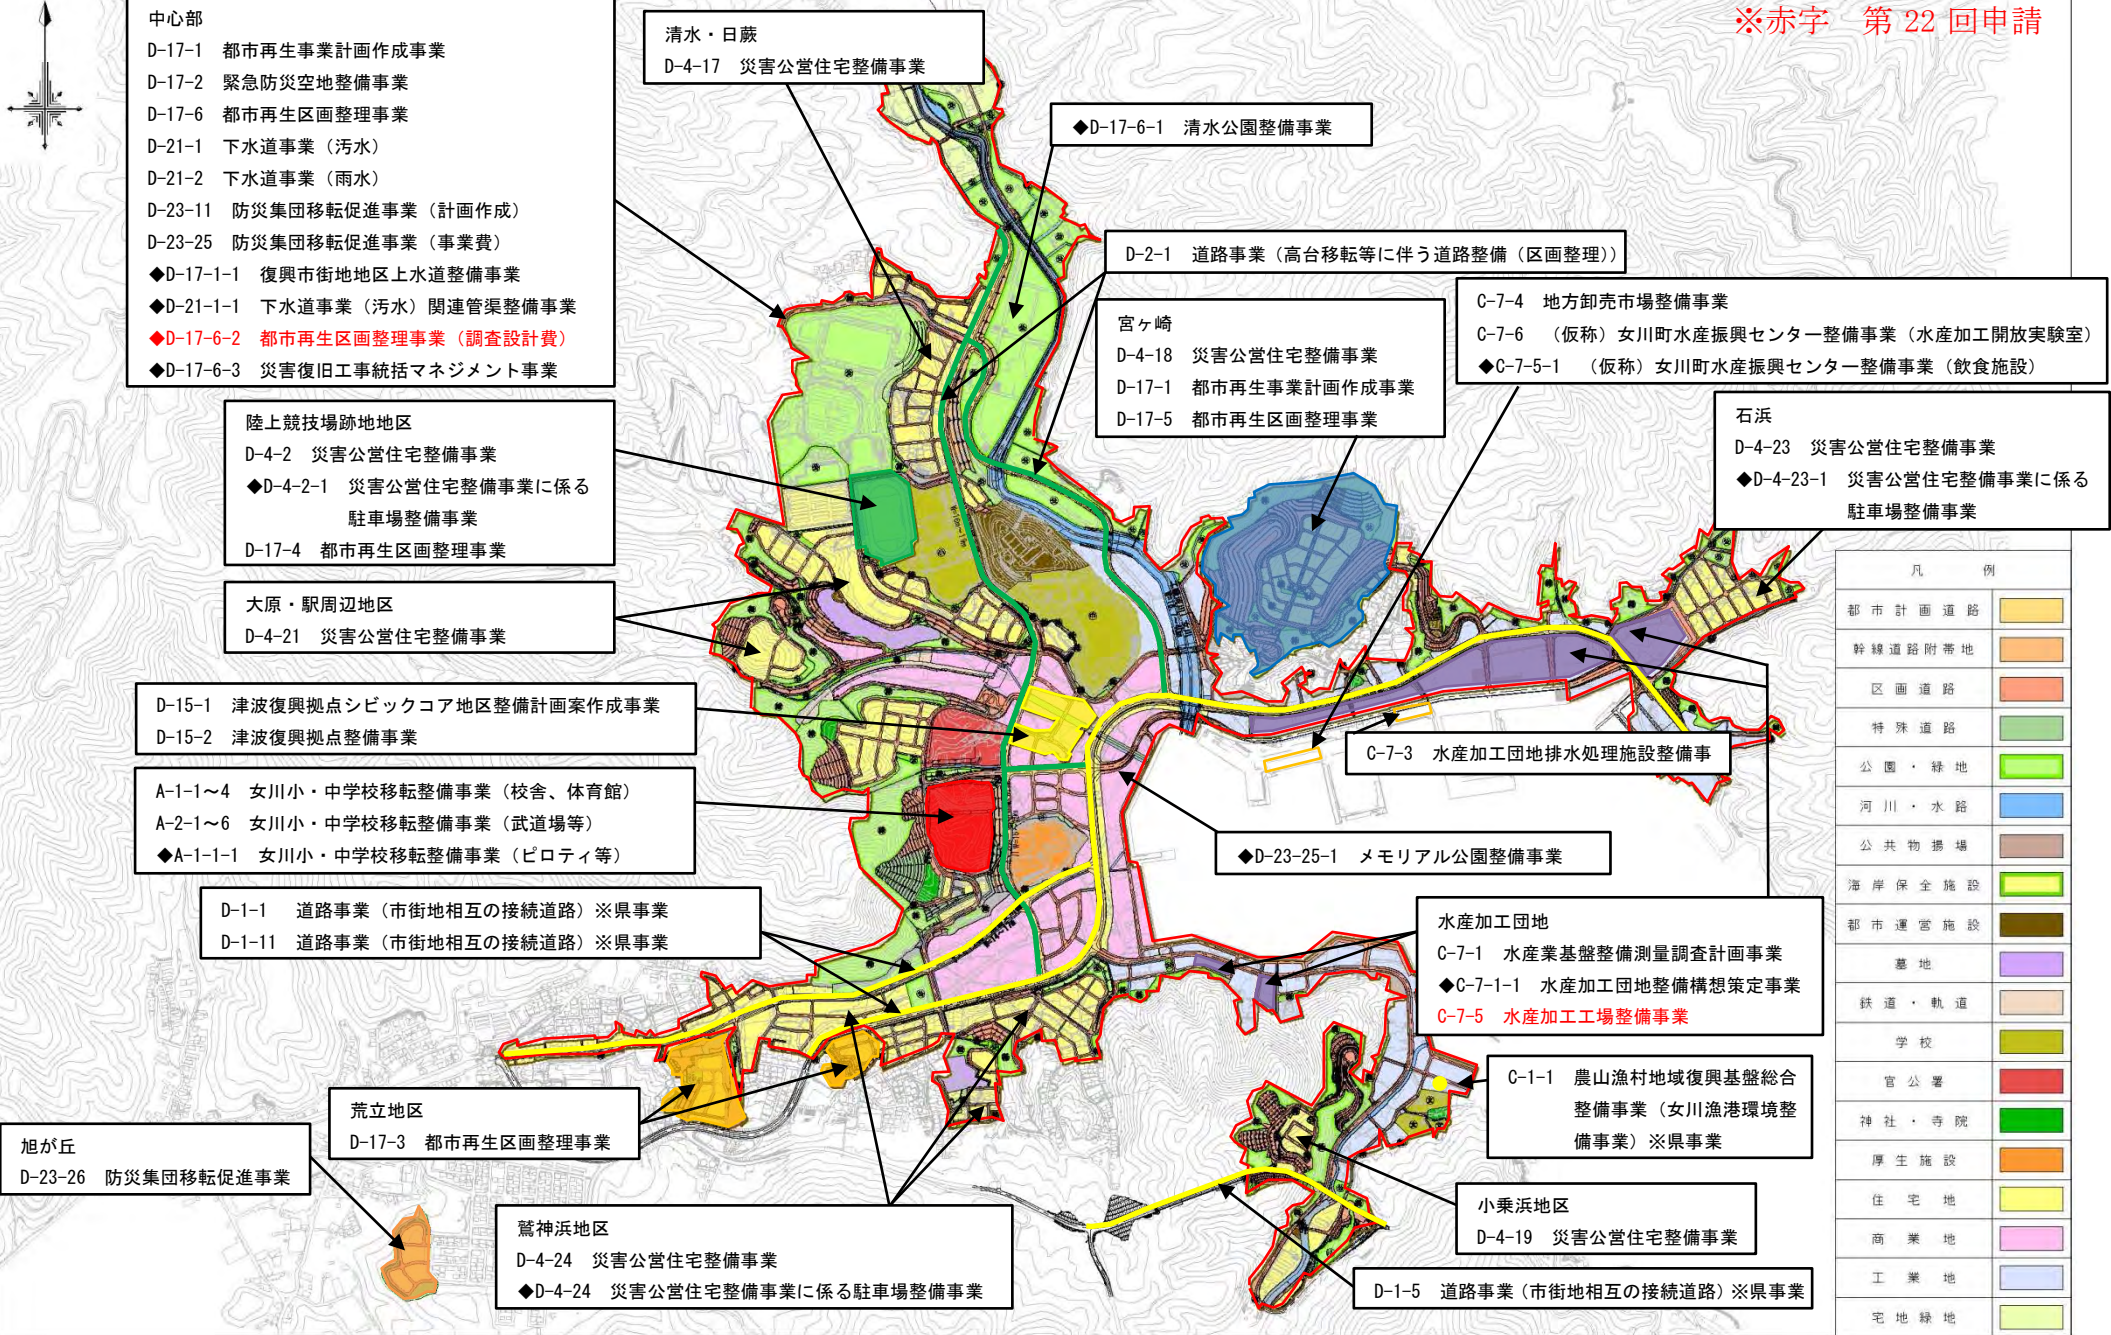 ※赤字　第 22 回申請
中心部
D-17-1　都市再生事業計画作成事業
D-17-2　緊急防災空地整備事業
D-17-6　都市再生区画整理事業
D-21-1　下水道事業（汚水）
D-21-2　下水道事業（雨水）
D-23-11　防災集団移転促進事業（計画作成）
D-23-25　防災集団移転促進事業（事業費）
◆D-17-1-1　復興市街地地区上水道整備事業
◆D-21-1-1　下水道事業（汚水）関連管渠整備事業
◆D-17-6-2　都市再生区画整理事業（調査設計費）
◆D-17-6-3　災害復旧工事統括マネジメント事業
清水・日蕨
D-4-17　災害公営住宅整備事業
◆D-17-6-1　清水公園整備事業
D-2-1　道路事業（高台移転等に伴う道路整備（区画整理））
宮ヶ崎
D-4-18　災害公営住宅整備事業
D-17-1　都市再生事業計画作成事業
D-17-5　都市再生区画整理事業
C-7-4　地方卸売市場整備事業
C-7-6　（仮称）女川町水産振興センター整備事業（水産加工開放実験室）
◆C-7-5-1　（仮称）女川町水産振興センター整備事業（飲食施設）
石浜
D-4-23　災害公営住宅整備事業
◆D-4-23-1　災害公営住宅整備事業に係る
駐車場整備事業
陸上競技場跡地地区
D-4-2　災害公営住宅整備事業
◆D-4-2-1　災害公営住宅整備事業に係る
駐車場整備事業
D-17-4　都市再生区画整理事業
大原・駅周辺地区
D-4-21　災害公営住宅整備事業
D-15-1　津波復興拠点シビックコア地区整備計画案作成事業
D-15-2　津波復興拠点整備事業
C-7-3　水産加工団地排水処理施設整備事
A-1-1～4　女川小・中学校移転整備事業（校舎、体育館）
A-2-1～6　女川小・中学校移転整備事業（武道場等）
◆A-1-1-1　女川小・中学校移転整備事業（ピロティ等）
◆D-23-25-1　メモリアル公園整備事業
D-1-1　道路事業（市街地相互の接続道路）※県事業
D-1-11　道路事業（市街地相互の接続道路）※県事業
水産加工団地
C-7-1　水産業基盤整備測量調査計画事業
◆C-7-1-1　水産加工団地整備構想策定事業
C-7-5　水産加工工場整備事業
C-1-1　農山漁村地域復興基盤総合
整備事業（女川漁港環境整
備事業）※県事業
荒立地区
D-17-3　都市再生区画整理事業
旭が丘
D-23-26　防災集団移転促進事業
鷲神浜地区
D-4-24　災害公営住宅整備事業
◆D-4-24　災害公営住宅整備事業に係る駐車場整備事業
小乗浜地区
D-4-19　災害公営住宅整備事業
D-1-5　道路事業（市街地相互の接続道路）※県事業
凡　例
都市計画道路
幹線道路附帯地
区画道路
特殊道路
公園・緑地
河川・水路
公共物揚場
海岸保全施設
都市運営施設
墓地
鉄道・軌道
学校
官公署
神社・寺院
厚生施設
住宅地
商業地
工業地
宅地緑地